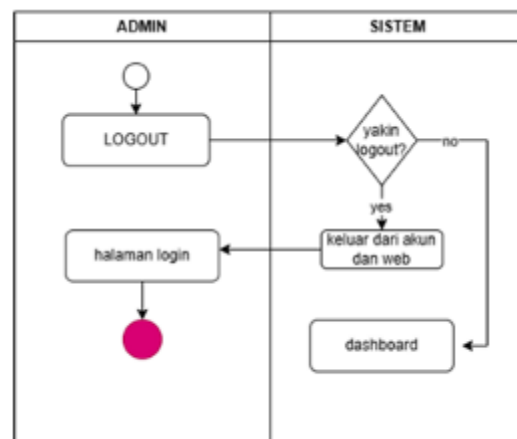 ADMIN
SISTEM
LOGOUT
yakin
logout?
no
yes
halaman login
keluar dari akun
dan web
dashboard